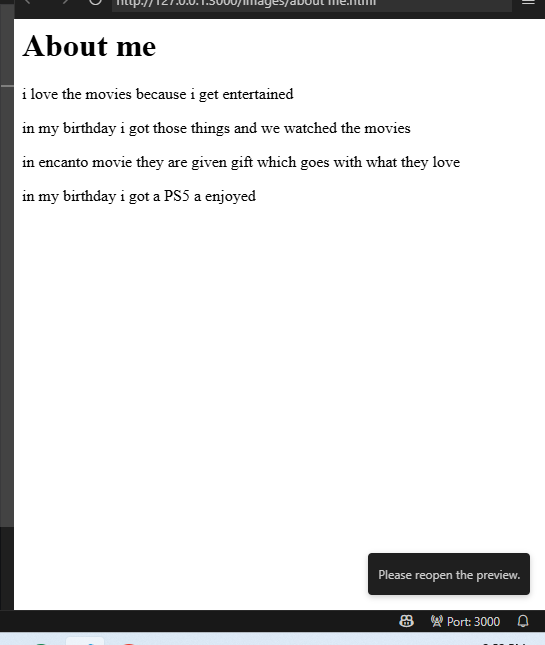 http://127.0.0.1:3000/images/about me.html
About me
i love the movies because i get entertained
in my birthday i got those things and we watched the movies
in encanto movie they are given gift which goes with what they love
in my birthday i got a PS5 a enjoyed
Please reopen the preview.
Port: 3000